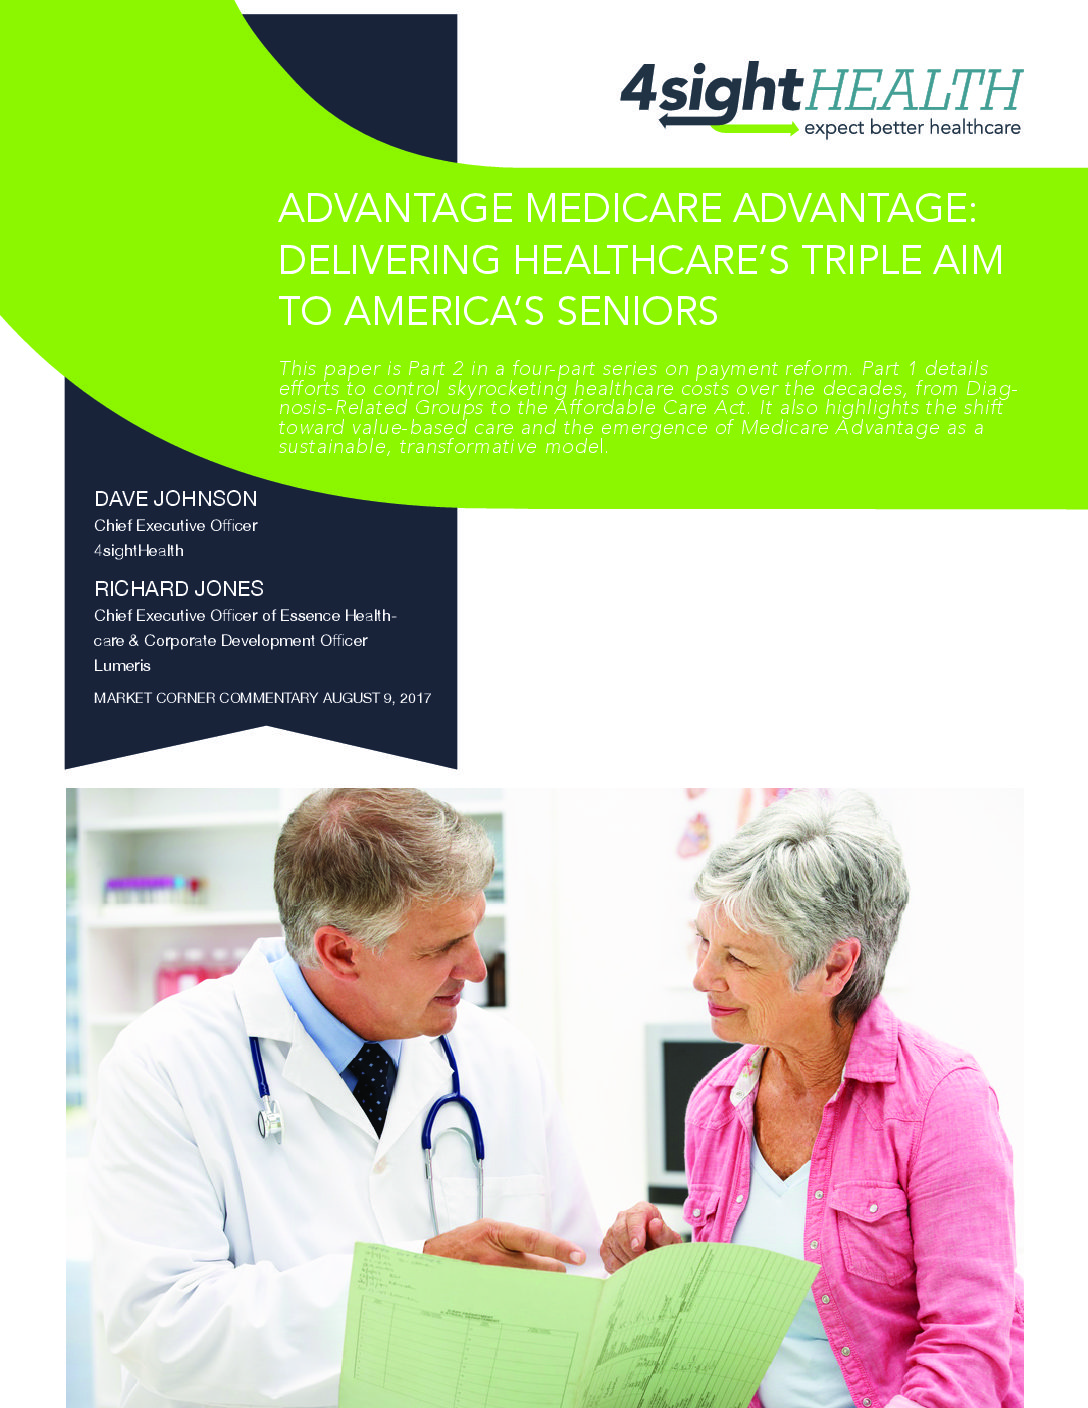 4sightHEALTH
expect better healthcare
ADVANTAGE MEDICARE ADVANTAGE:
DELIVERING HEALTHCARE'S TRIPLE AIM
TO AMERICA'S SENIORS
This paper is Part 2 in a four-part series on payment reform. Part 1 details
efforts to control skyrocketing healthcare costs over the decades, from Diag-
nosis-Related Groups to the Affordable Care Act. It also highlights the shift
toward value-based care and the emergence of Medicare Advantage as a
sustainable, transformative model.
DAVE JOHNSON
Chief Executive Officer
4sightHealth
RICHARD JONES
Chief Executive Officer of Essence Health-
care & Corporate Development Officer
Lumeris
MARKET CORNER COMMENTARY AUGUST 9, 2017